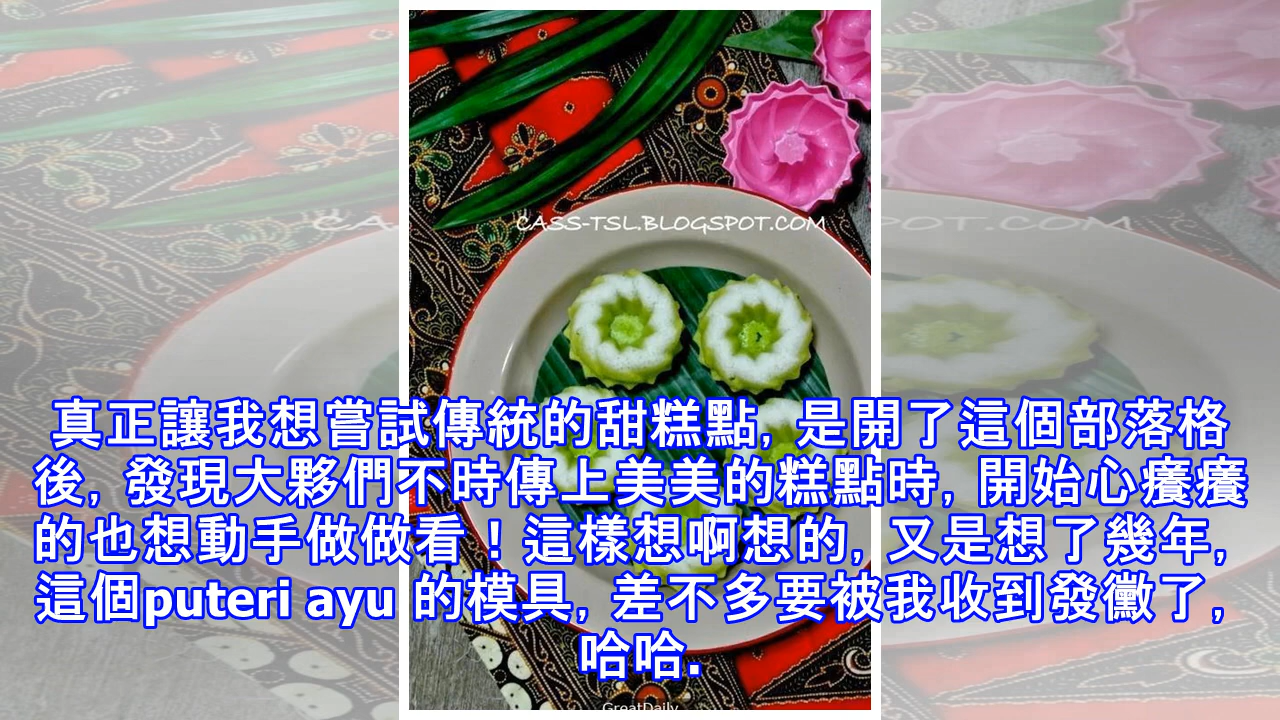 CASS-TSL.BLOGSPOT.COM
真正讓我想嘗試傳統的甜糕點, 是開了這個部落格
後, 發現大夥們不時傳上美美的糕點時, 開始心癢癢
的也想動手做做看！這樣想啊想的, 又是想了幾年,
這個puteri ayu 的模具, 差不多要被我收到發黴了,
哈哈.
GreatDaily